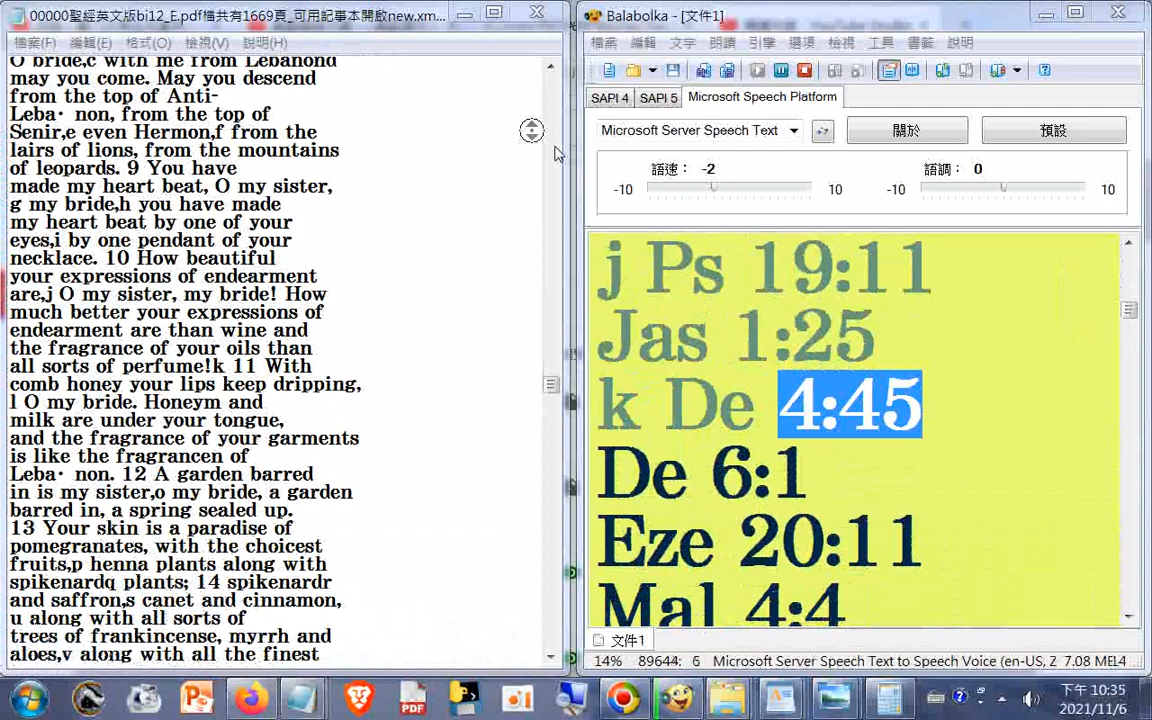 00000聖經英文版bi12_E.pdf檔共有1669頁_可用記事本開啟new.xm...
檔案(F) 編輯(E) 格式(O) 檢視(V) 說明(H)
O bride,c with me from Lebanond
may you come. May you descend
from the top of Anti-
Leba· non, from the top of
Senir,e even Hermon,f from the
lairs of lions, from the mountains
of leopards. 9 You have
made my heart beat, O my sister,
g my bride,h you have made
my heart beat by one of your
eyes,i by one pendant of your
necklace. 10 How beautiful
your expressions of endearment
are,j O my sister, my bride! How
much better your expressions of
endearment are than wine and
the fragrance of your oils than
all sorts of perfume!k 11 With
comb honey your lips keep dripping,
l O my bride. Honeym and
milk are under your tongue,
and the fragrance of your garments
is like the fragrancen of
Leba· non. 12 A garden barred
in is my sister,o my bride, a garden
barred in, a spring sealed up.
13 Your skin is a paradise of
pomegranates, with the choicest
fruits,p henna plants along with
spikenardq plants; 14 spikenardr
and saffron,s canet and cinnamon,
u along with all sorts of
trees of frankincense, myrrh and
aloes,v along with all the finest
Balabolka - [文件1]
檔案 編輯 文字 朗讀 引擎 選項 檢視 工具 書籤 說明
SAPI 4 SAPI 5 Microsoft Speech Platform
Microsoft Server Speech Text 關於 預設
語速： -2 語調： 0
-10 10 -10 10
j Ps 19:11
Jas 1:25
k De 4:45
De 6:1
Eze 20:11
Mal 4:4
文件1
14% 89644: 6 Microsoft Server Speech Text to Speech Voice (en-US, Z 7.08 ME14
PDF
下午 10:35
2021/11/6